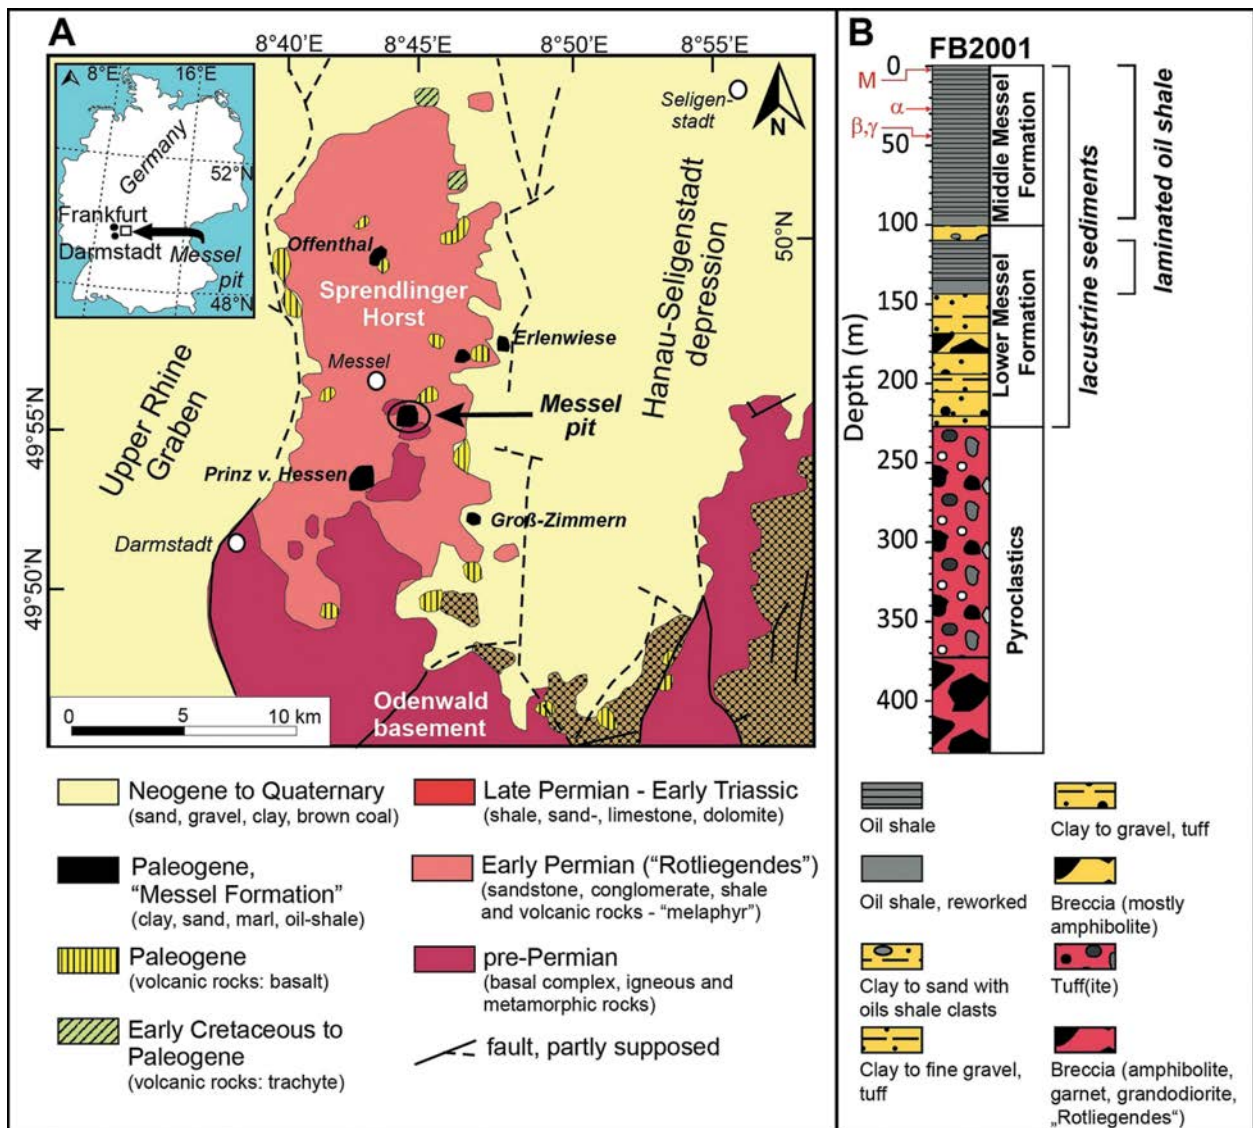 A
8°40'E
8°45'E
8°50'E
8°55'E
8°E
16°E
Germany
52°N
Frankfurt
Darmstadt
Messel
pit
48°N
N
Seligen-
stadt
50°N
Offenthal
Sprendlinger
Horst
Hanau-Seligenstadt
depression
Erlenwiese
Messel
Messel
pit
Upper Rhine
Graben
49°55'N
Prinz v. Hessen
Groß-Zimmern
Darmstadt
49°50'N
Odenwald
basement
0
5
10 km
Neogene to Quaternary
(sand, gravel, clay, brown coal)
Paleogene,
“Messel Formation”
(clay, sand, marl, oil-shale)
Paleogene
(volcanic rocks: basalt)
Early Cretaceous to
Paleogene
(volcanic rocks: trachyte)
Late Permian - Early Triassic
(shale, sand-, limestone, dolomite)
Early Permian (“Rotliegendes”)
(sandstone, conglomerate, shale
and volcanic rocks - “melaphyr”)
pre-Permian
(basal complex, igneous and
metamorphic rocks)
fault, partly supposed
B
FB2001
0
M
α
β,γ
50
100
150
200
250
300
350
400
Depth (m)
Middle Messel
Formation
Lower Messel
Formation
Pyroclastics
lacustrine sediments
laminated oil shale
Oil shale
Oil shale, reworked
Clay to sand with
oils shale clasts
Clay to fine gravel,
tuff
Clay to gravel, tuff
Breccia (mostly
amphibolite)
Tuff(ite)
Breccia (amphibolite,
garnet, grandodiorite,
„Rotliegendes“)